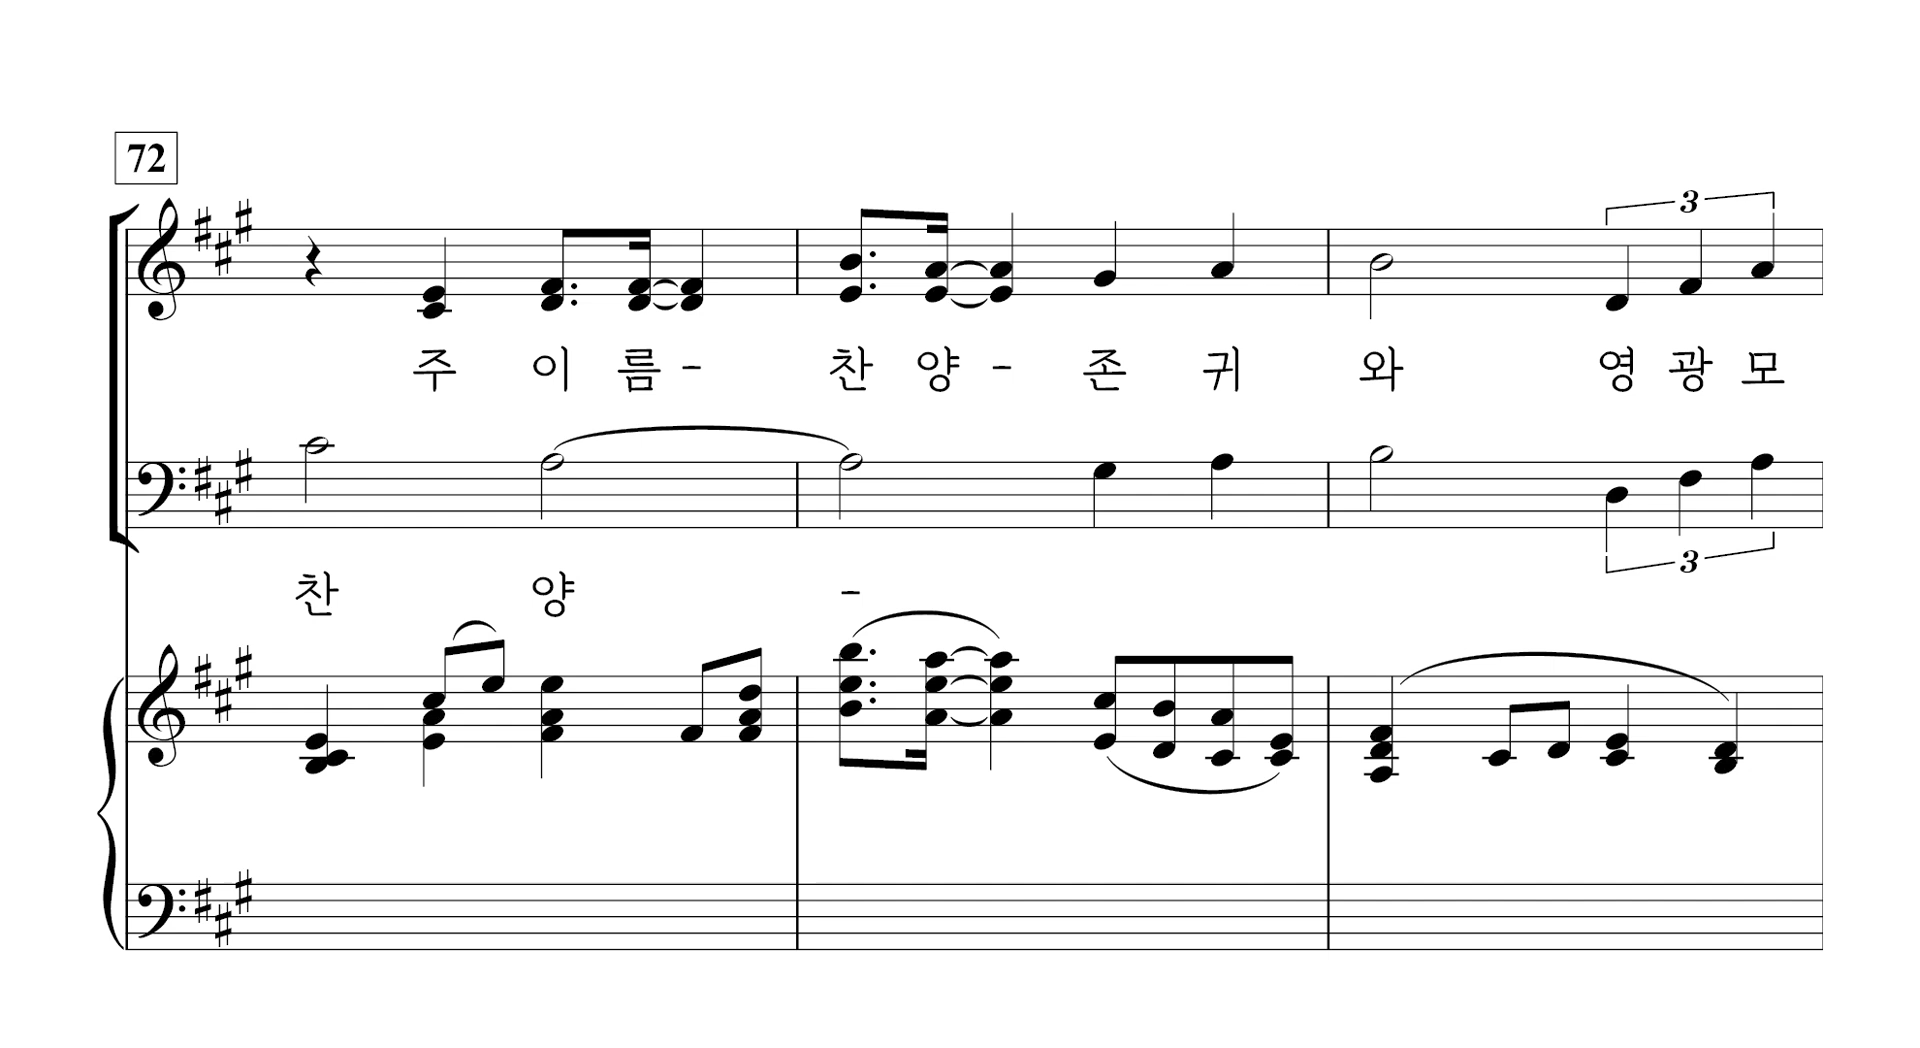 72
3
주 이 름 - 찬 양 - 존 귀 와 영 광 모
3
찬 양 -